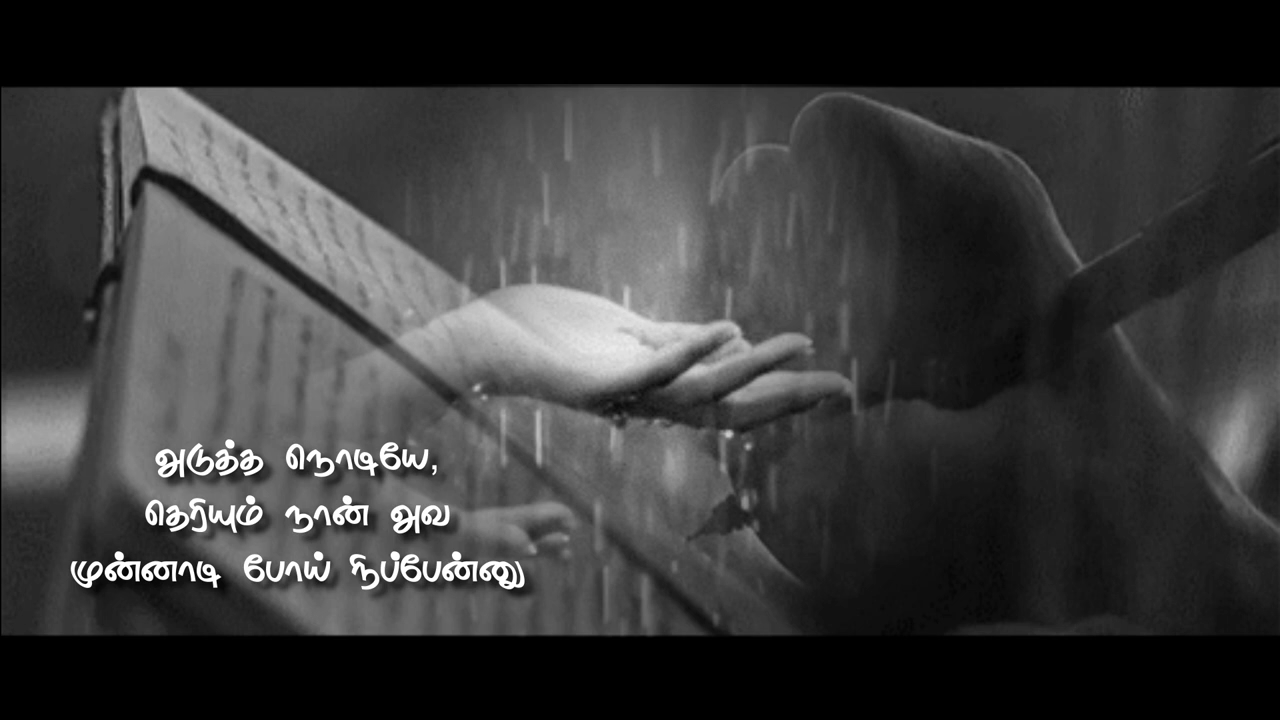 அடுத்த நொடியே,
தெரியும் நான் அவ
முன்னாடி போய் நிப்பேன்னு